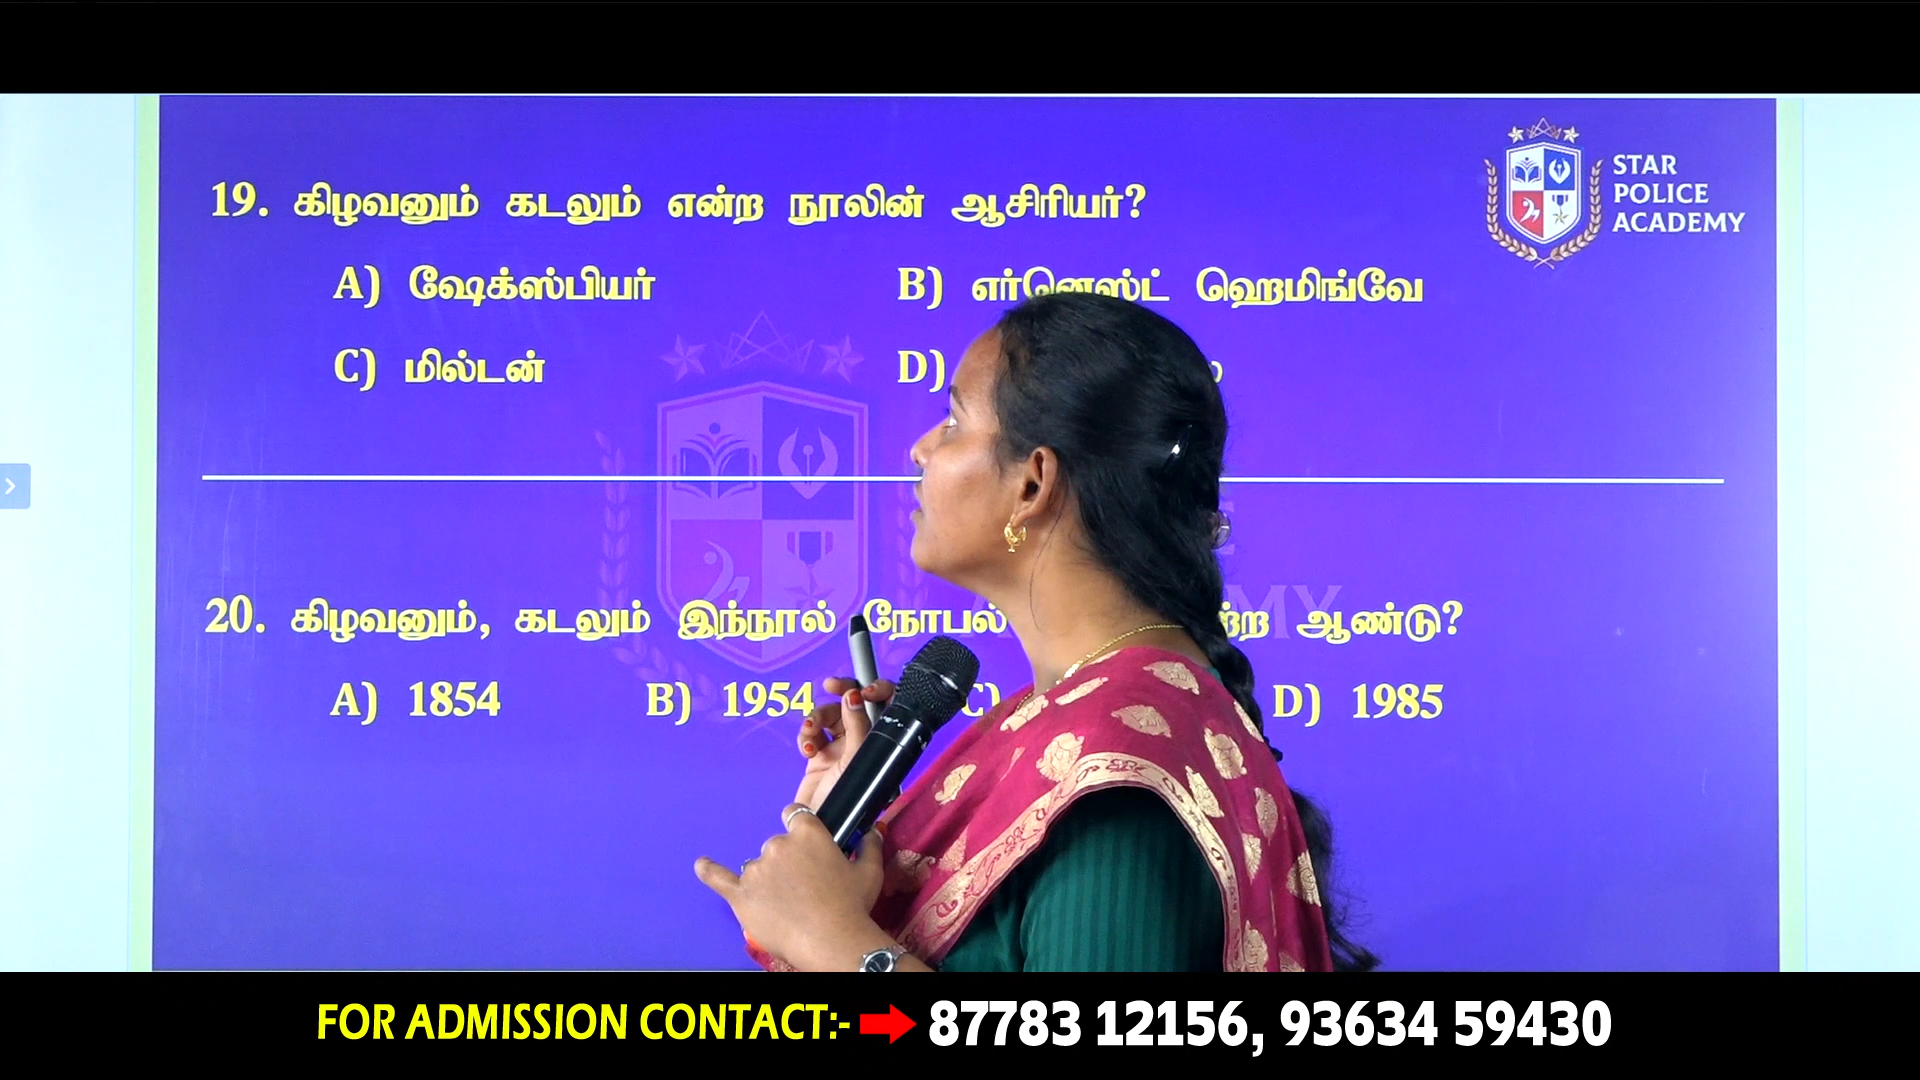 STAR
POLICE
ACADEMY
19. கிழவனும் கடலும் என்ற நூலின் ஆசிரியர்?
A) ஷேக்ஸ்பியர் B) எர்னெஸ்ட் ஹெமிங்வே
C) மில்டன் D)
20. கிழவனும், கடலும் இந்நூல் நோபல் ஆண்டு?
A) 1854 B) 1954 C) D) 1985
FOR ADMISSION CONTACT:- 87783 12156, 93634 59430